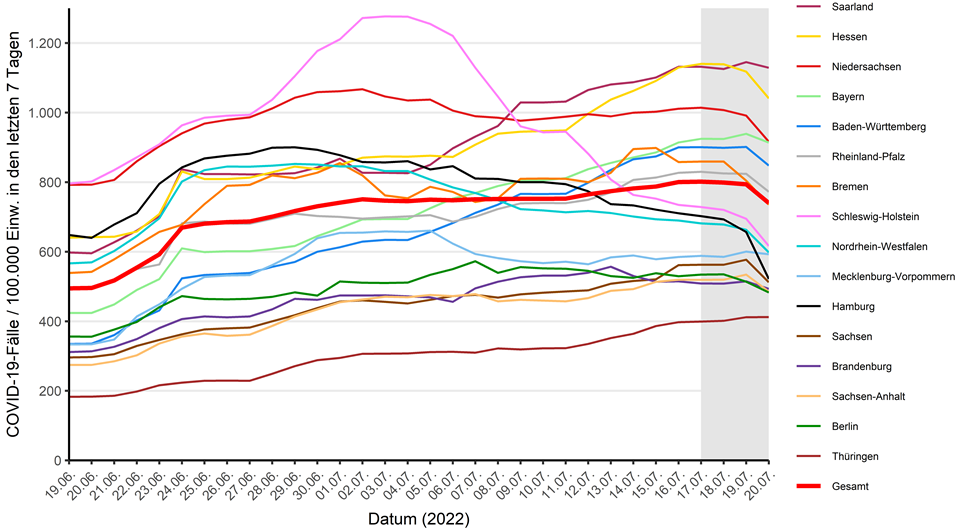 COVID-19-Fälle / 100.000 Einw. in den letzten 7 Tagen
1.200
1.000
800
600
400
200
0
19.06.
20.06.
21.06.
22.06.
23.06.
24.06.
25.06.
26.06.
27.06.
28.06.
29.06.
30.06.
01.07.
02.07.
03.07.
04.07.
05.07.
06.07.
07.07.
08.07.
09.07.
10.07.
11.07.
12.07.
13.07.
14.07.
15.07.
16.07.
17.07.
18.07.
19.07.
20.07.
Datum (2022)
Saarland
Hessen
Niedersachsen
Bayern
Baden-Württemberg
Rheinland-Pfalz
Bremen
Schleswig-Holstein
Nordrhein-Westfalen
Mecklenburg-Vorpommern
Hamburg
Sachsen
Brandenburg
Sachsen-Anhalt
Berlin
Thüringen
Gesamt